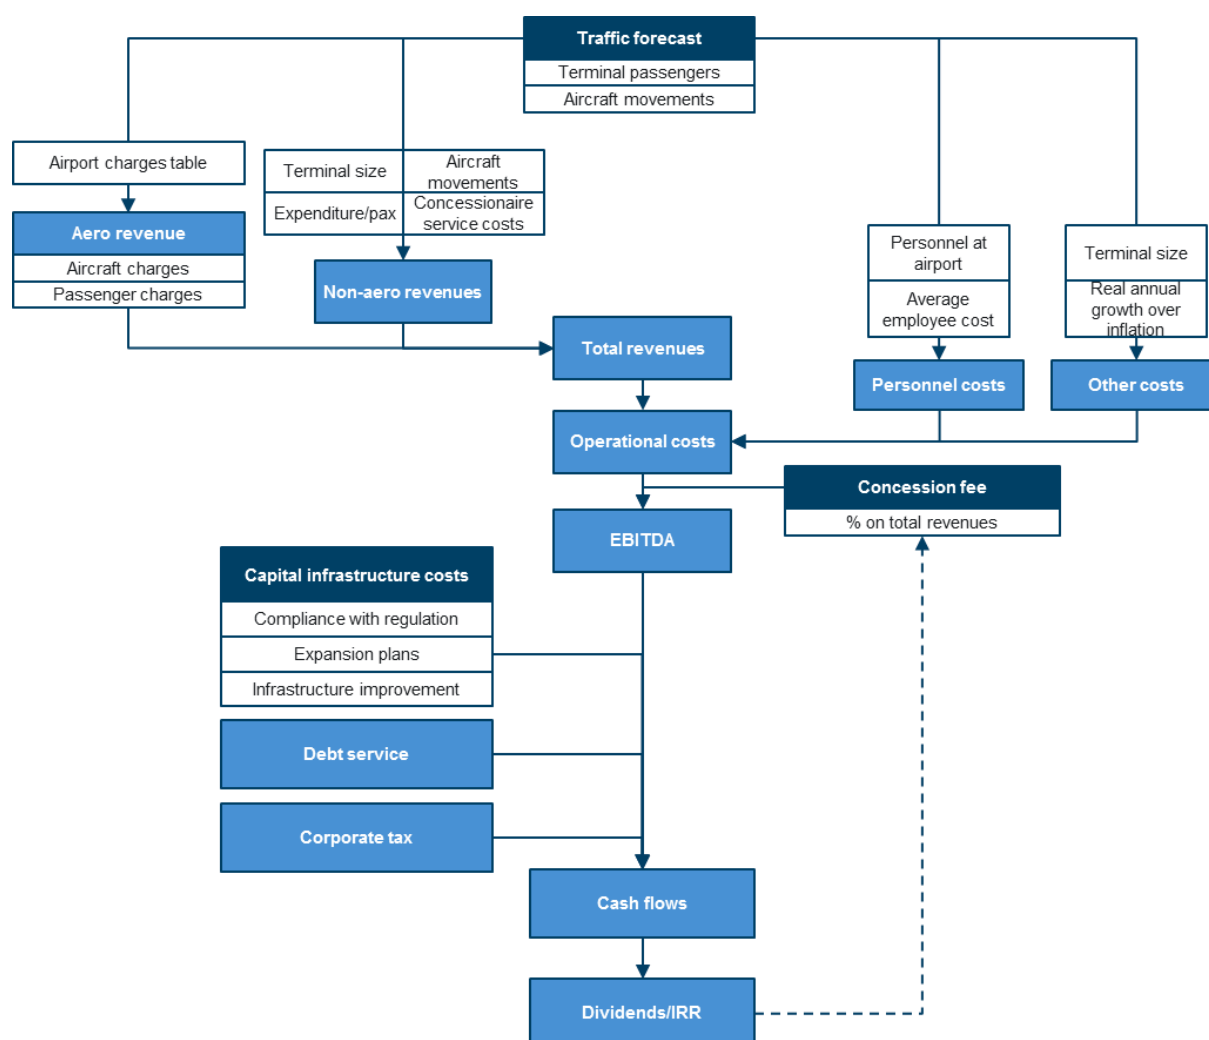 Traffic forecast
Terminal passengers
Aircraft movements
Airport charges table
Terminal size
Aircraft
movements
Expenditure/pax
Concessionaire
service costs
Aero revenue
Aircraft charges
Passenger charges
Non-aero revenues
Personnel at
airport
Average
employee cost
Terminal size
Real annual
growth over
inflation
Total revenues
Personnel costs
Other costs
Operational costs
Concession fee
% on total revenues
EBITDA
Capital infrastructure costs
Compliance with regulation
Expansion plans
Infrastructure improvement
Debt service
Corporate tax
Cash flows
Dividends/IRR